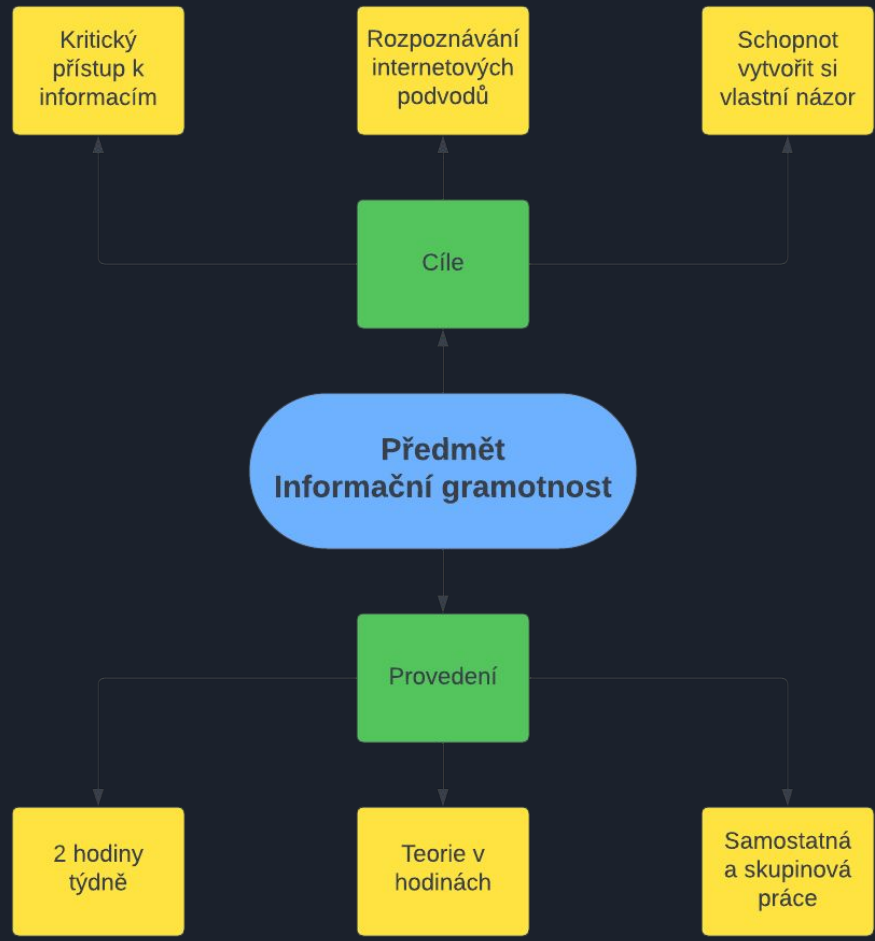 Kritický
přístup k
informacím
Rozpoznávání
internetových
podvodů
Schopnot
vytvořit si
vlastní názor
Cíle
Předmět
Informační gramotnost
Provedení
2 hodiny
týdně
Teorie v
hodinách
Samostatná
a skupinová
práce